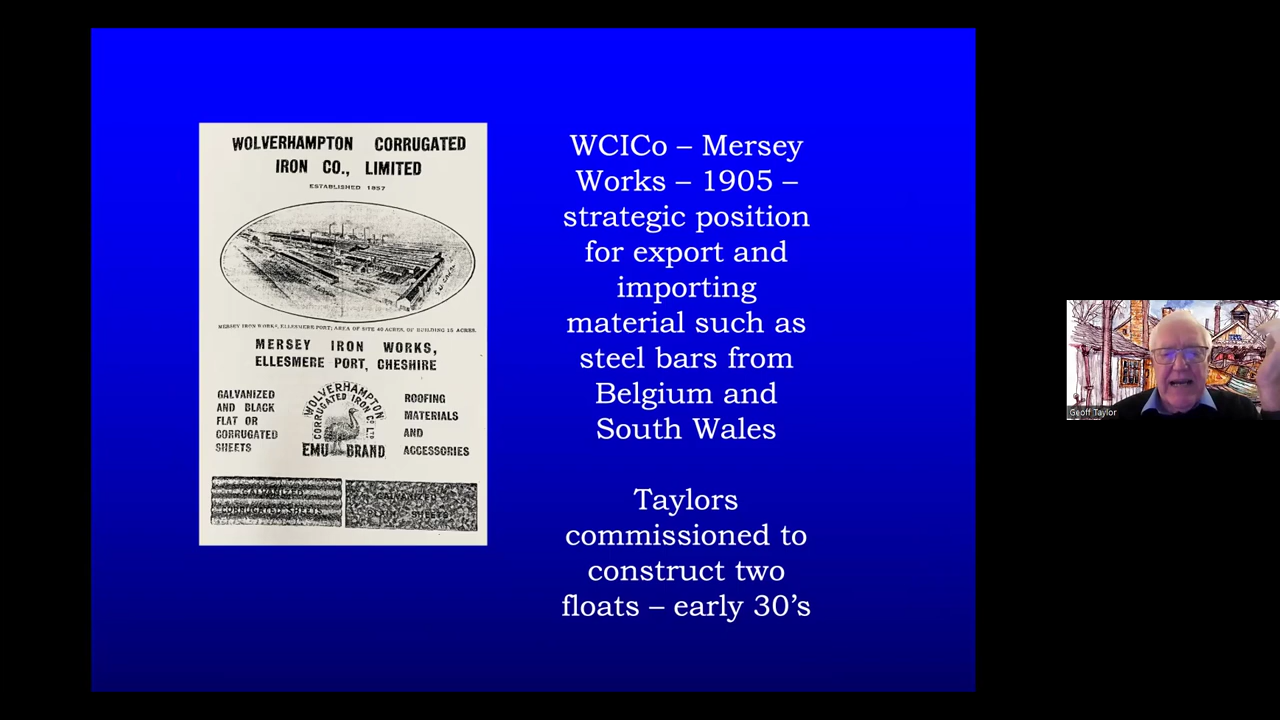 WOLVERHAMPTON CORRUGATED
IRON CO., LIMITED
ESTABLISHED 1857
MERSEY IRON WORKS, ELLESMERE PORT; AREA OF SITE 40 ACRES, OF BUILDING 15 ACRES.
MERSEY IRON WORKS,
ELLESMERE PORT, CHESHIRE
GALVANIZED
AND BLACK
FLAT OR
CORRUGATED
SHEETS
WOLVERHAMPTON
CORRUGATED IRON CO LTD
EMU BRAND
ROOFING
MATERIALS
AND
ACCESSORIES
GALVANIZED
CORRUGATED SHEETS
GALVANIZED
PLAIN SHEETS
WCICo – Mersey
Works – 1905 –
strategic position
for export and
importing
material such as
steel bars from
Belgium and
South Wales
Taylors
commissioned to
construct two
floats – early 30’s
Geoff Taylor